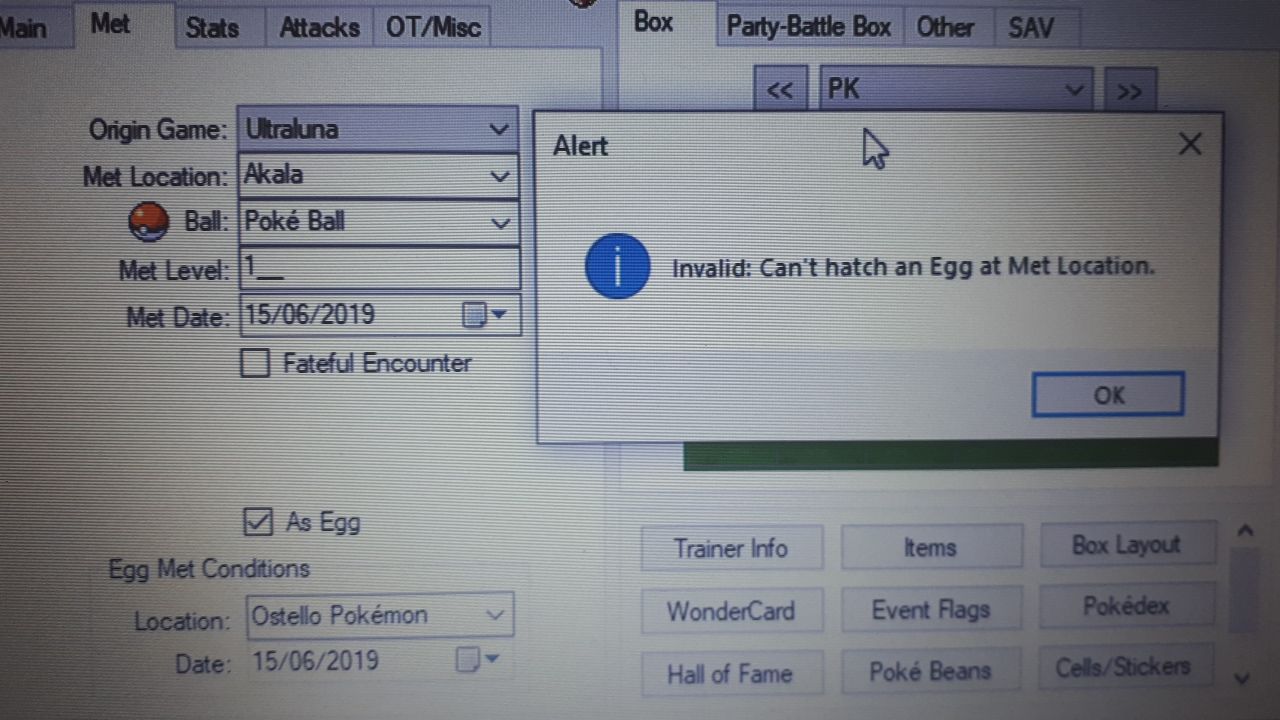 Main Met Stats Attacks OT/Misc
Box Party-Battle Box Other SAV
<< PK >>
Origin Game: Ultraluna
Met Location: Akala
Ball: Poké Ball
Met Level: 1__
Met Date: 15/06/2019
Fateful Encounter
As Egg
Egg Met Conditions
Location: Ostello Pokémon
Date: 15/06/2019
Alert
Invalid: Can't hatch an Egg at Met Location.
OK
Trainer Info Items Box Layout
WonderCard Event Flags Pokédex
Hall of Fame Poké Beans Cells/Stickers